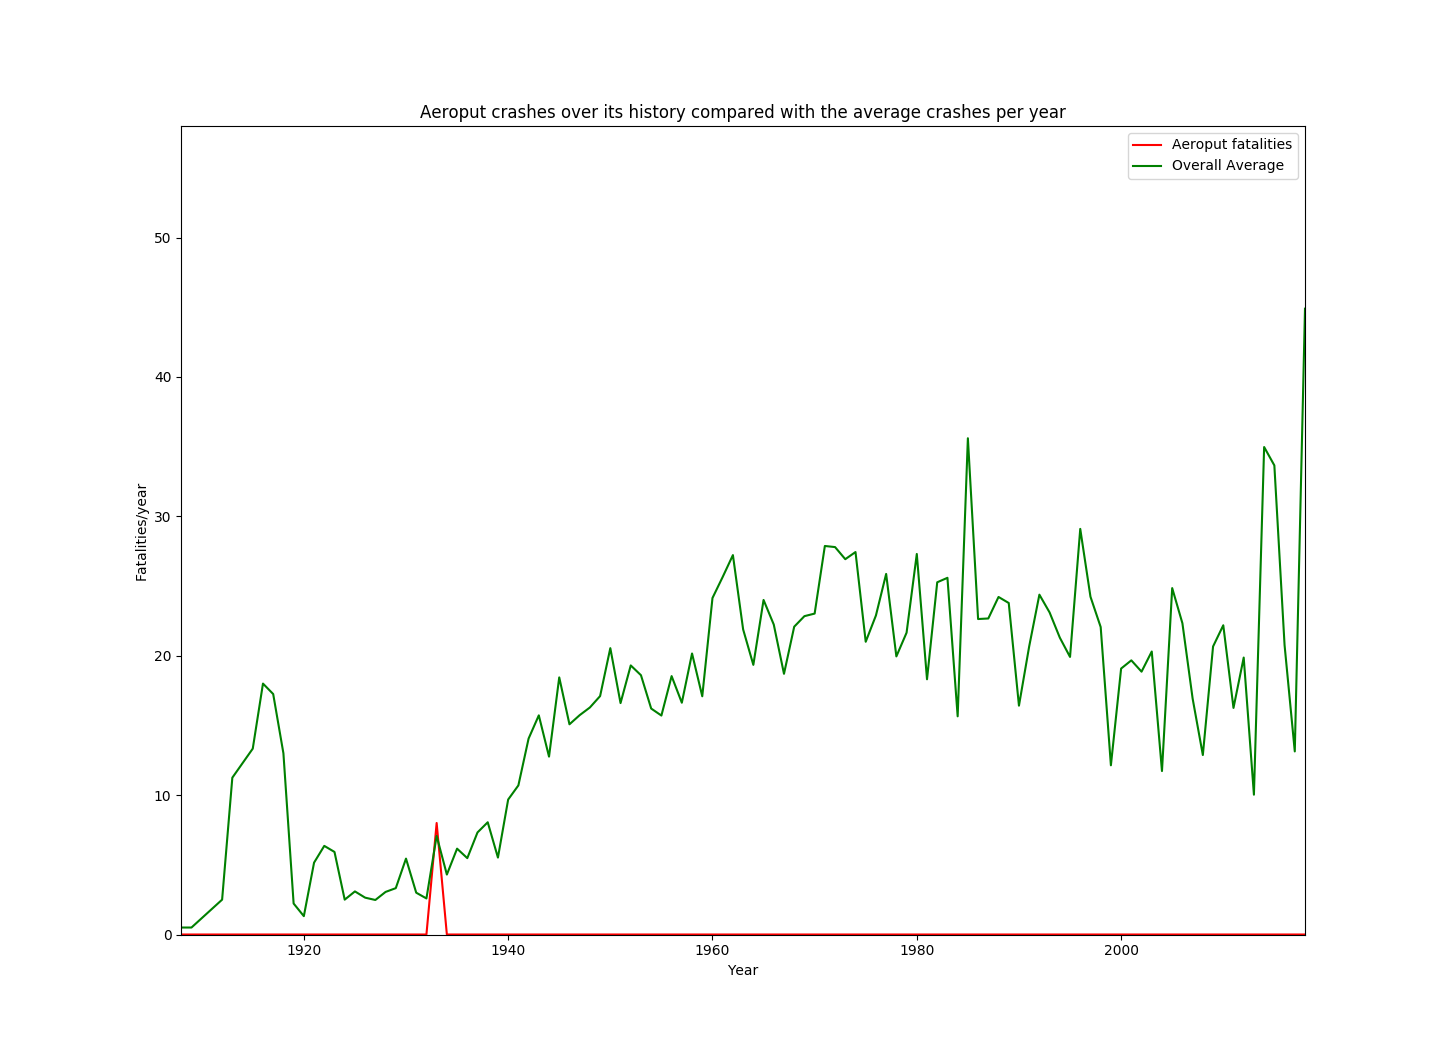 Aeroput crashes over its history compared with the average crashes per year
Aeroput fatalities
Overall Average
50
40
30
20
10
0
Fatalities/year
1920
1940
1960
1980
2000
Year